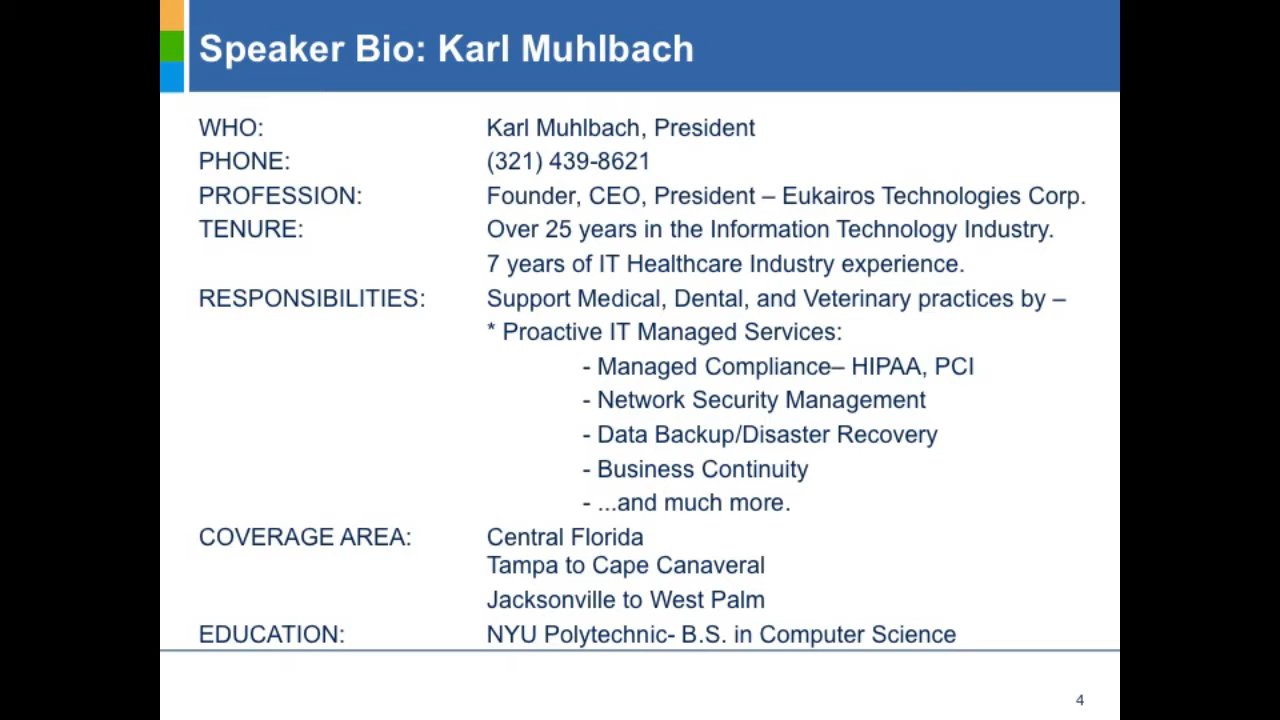 Speaker Bio: Karl Muhlbach
WHO: Karl Muhlbach, President
PHONE: (321) 439-8621
PROFESSION: Founder, CEO, President – Eukairos Technologies Corp.
TENURE: Over 25 years in the Information Technology Industry.
7 years of IT Healthcare Industry experience.
RESPONSIBILITIES: Support Medical, Dental, and Veterinary practices by –
* Proactive IT Managed Services:
- Managed Compliance– HIPAA, PCI
- Network Security Management
- Data Backup/Disaster Recovery
- Business Continuity
- ...and much more.
COVERAGE AREA: Central Florida
Tampa to Cape Canaveral
Jacksonville to West Palm
EDUCATION: NYU Polytechnic- B.S. in Computer Science
4